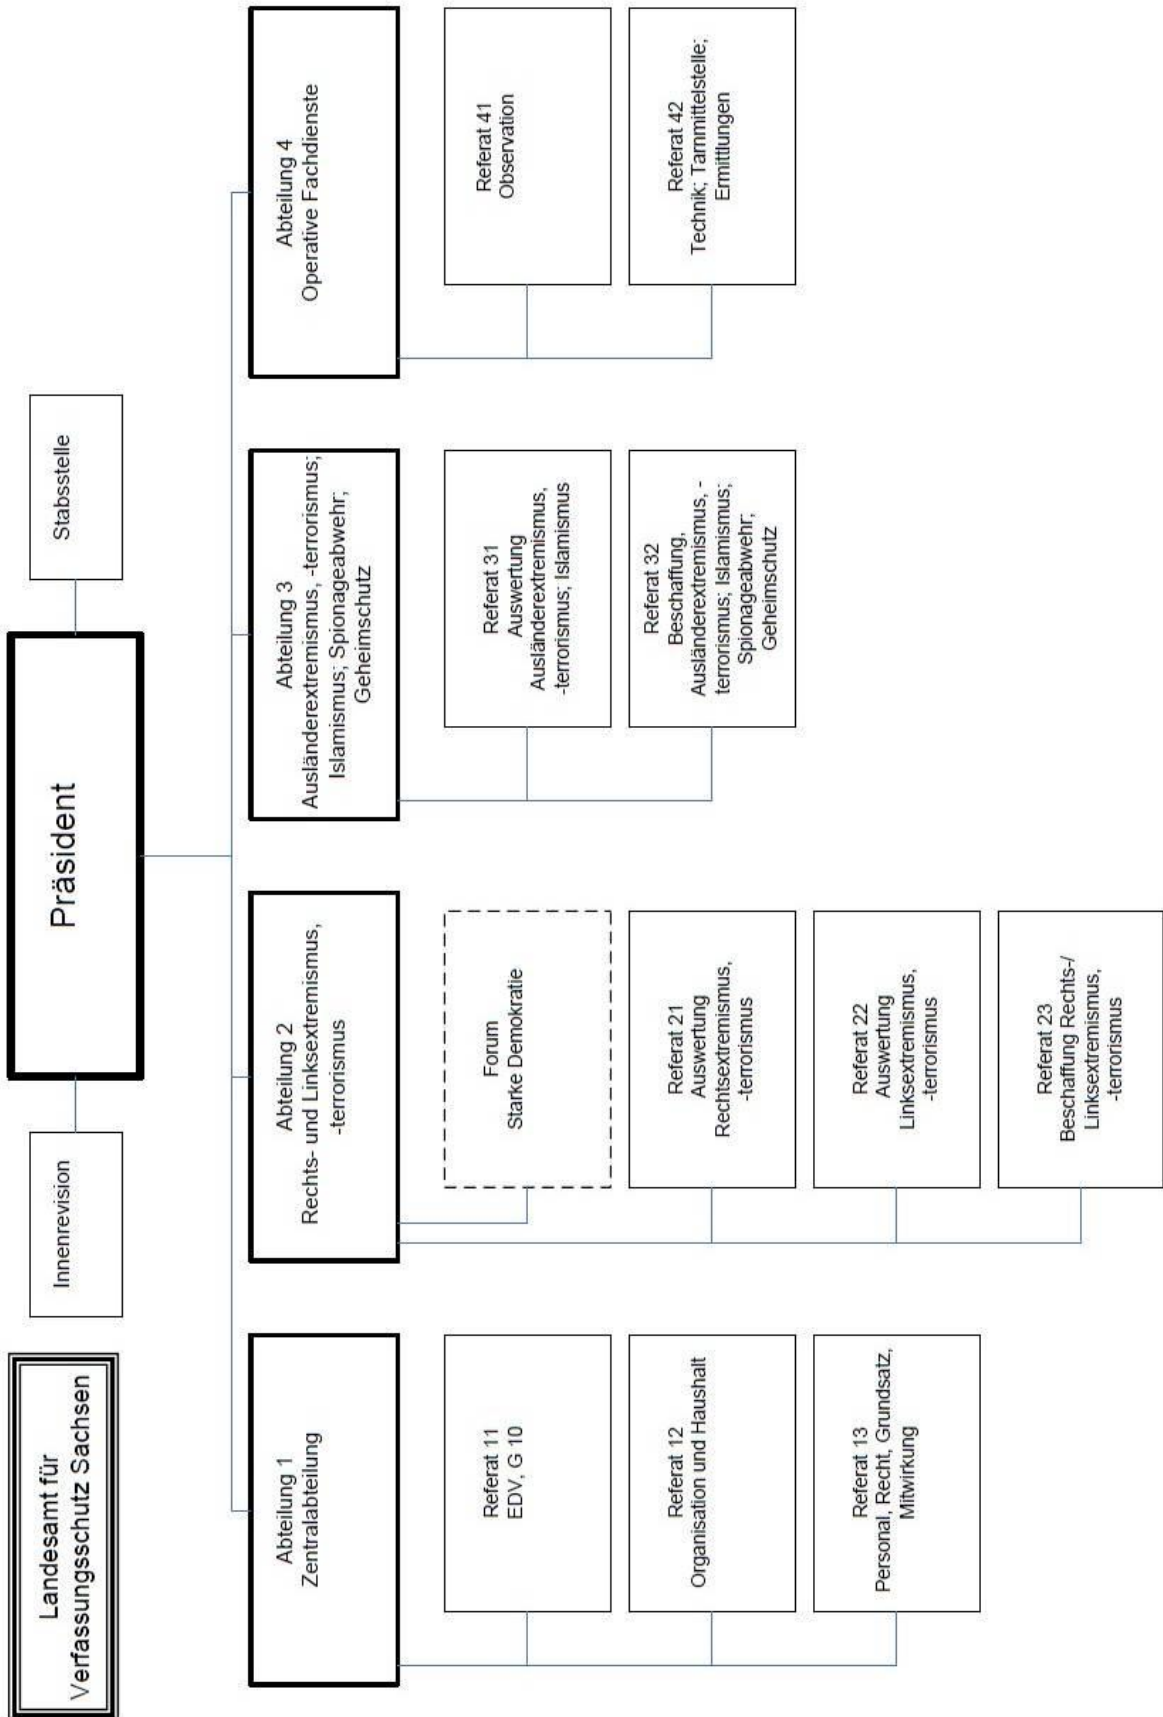 Landesamt für
Verfassungsschutz Sachsen
Innenrevision
Präsident
Stabsstelle
Abteilung 1
Zentralabteilung
Referat 11
EDV, G 10
Referat 12
Organisation und Haushalt
Referat 13
Personal, Recht, Grundsatz,
Mitwirkung
Abteilung 2
Rechts- und Linksextremismus,
-terrorismus
Forum
Starke Demokratie
Referat 21
Auswertung
Rechtsextremismus,
-terrorismus
Referat 22
Auswertung
Linksextremismus,
-terrorismus
Referat 23
Beschaffung Rechts-/
Linksextremismus,
-terrorismus
Abteilung 3
Ausländerextremismus, -terrorismus;
Islamismus; Spionageabwehr;
Geheimschutz
Referat 31
Auswertung
Ausländerextremismus,
-terrorismus; Islamismus
Referat 32
Beschaffung,
Ausländerextremismus, -
terrorismus; Islamismus;
Spionageabwehr;
Geheimschutz
Abteilung 4
Operative Fachdienste
Referat 41
Observation
Referat 42
Technik; Tarnmittelstelle;
Ermittlungen